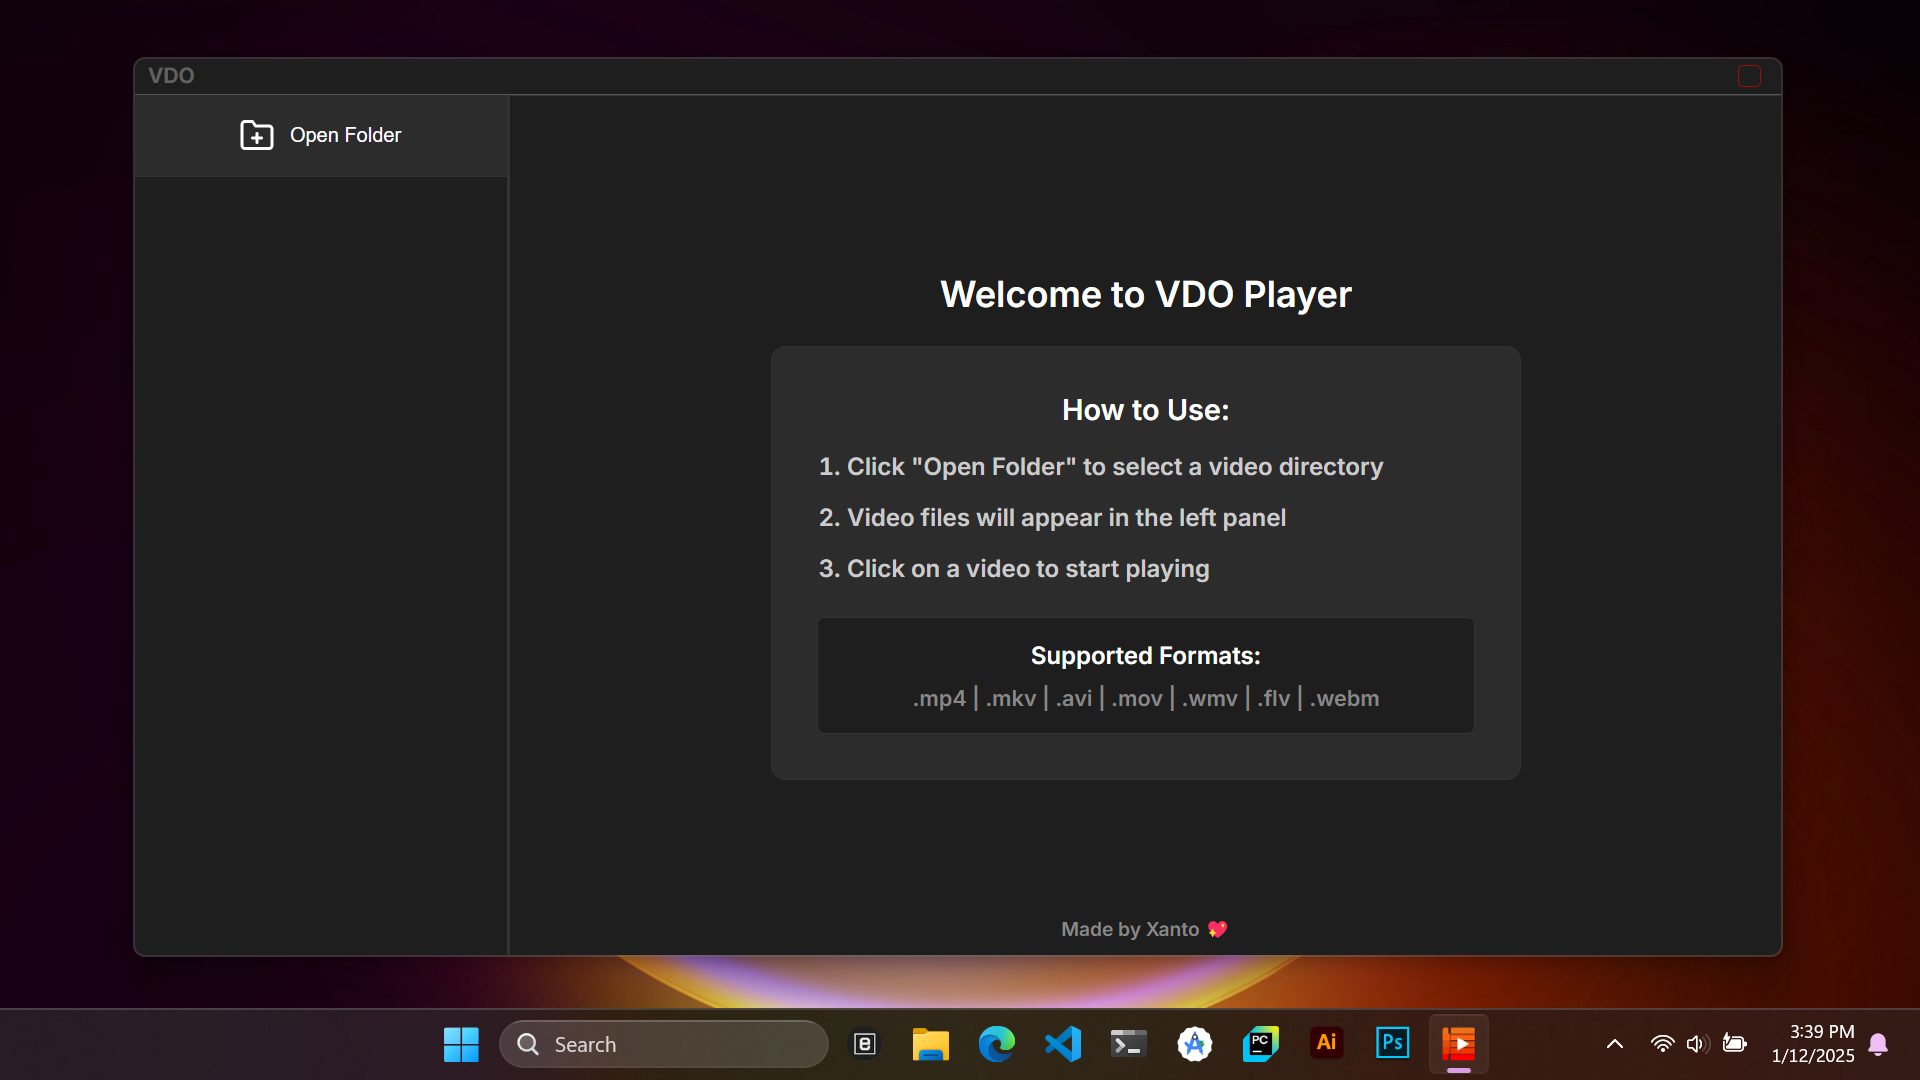 VDO
Open Folder
Welcome to VDO Player
How to Use:
1. Click "Open Folder" to select a video directory
2. Video files will appear in the left panel
3. Click on a video to start playing
Supported Formats:
.mp4 | .mkv | .avi | .mov | .wmv | .flv | .webm
Made by Xanto 💖
Search
e
PC
Ai
Ps
3:39 PM
1/12/2025